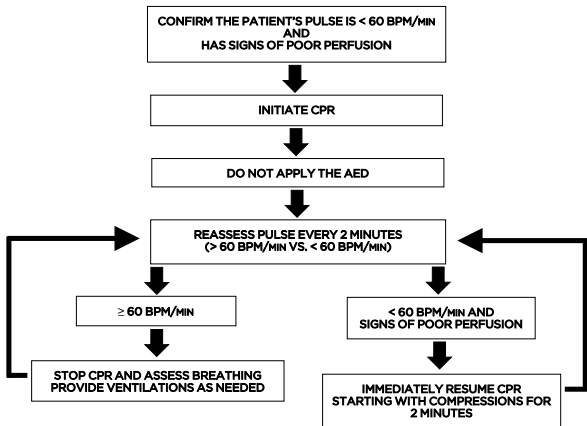 CONFIRM THE PATIENT'S PULSE IS < 60 BPM/MIN
AND
HAS SIGNS OF POOR PERFUSION
INITIATE CPR
DO NOT APPLY THE AED
REASSESS PULSE EVERY 2 MINUTES
(> 60 BPM/MIN VS. < 60 BPM/MIN)
≥ 60 BPM/MIN
< 60 BPM/MIN AND
SIGNS OF POOR PERFUSION
STOP CPR AND ASSESS BREATHING
PROVIDE VENTILATIONS AS NEEDED
IMMEDIATELY RESUME CPR
STARTING WITH COMPRESSIONS FOR
2 MINUTES